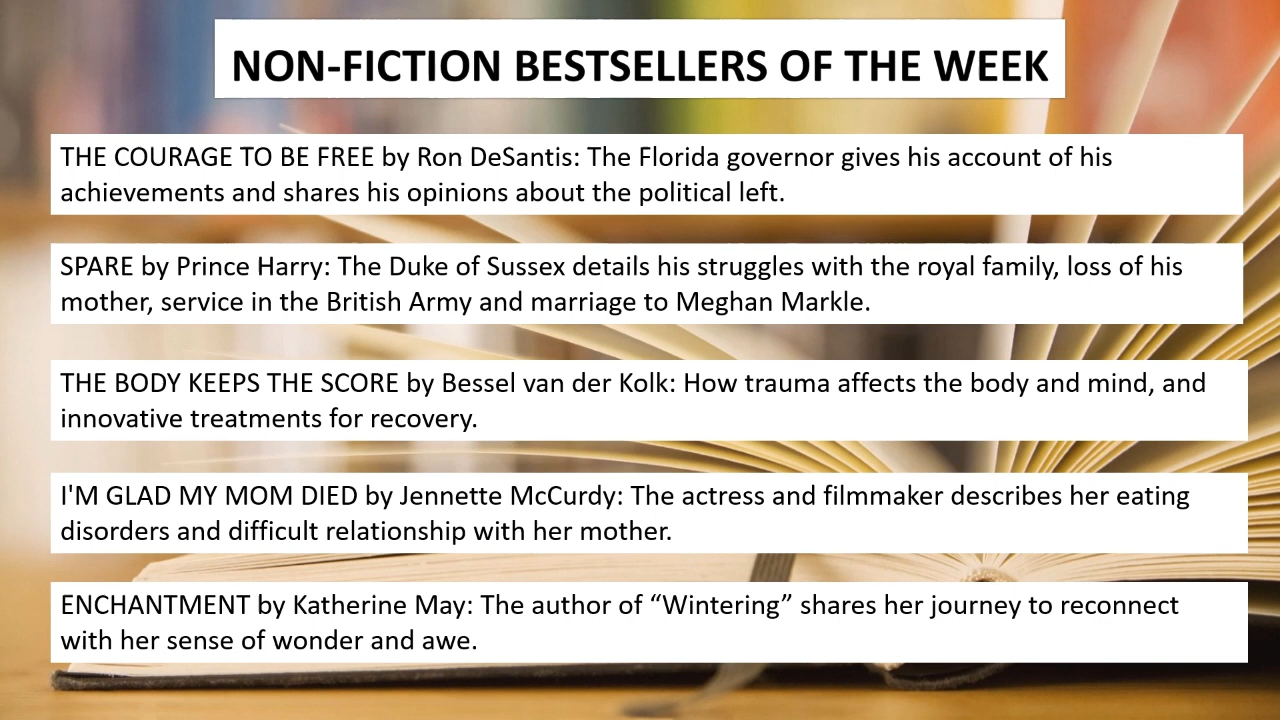 NON-FICTION BESTSELLERS OF THE WEEK
THE COURAGE TO BE FREE by Ron DeSantis: The Florida governor gives his account of his
achievements and shares his opinions about the political left.
SPARE by Prince Harry: The Duke of Sussex details his struggles with the royal family, loss of his
mother, service in the British Army and marriage to Meghan Markle.
THE BODY KEEPS THE SCORE by Bessel van der Kolk: How trauma affects the body and mind, and
innovative treatments for recovery.
I'M GLAD MY MOM DIED by Jennette McCurdy: The actress and filmmaker describes her eating
disorders and difficult relationship with her mother.
ENCHANTMENT by Katherine May: The author of “Wintering” shares her journey to reconnect
with her sense of wonder and awe.